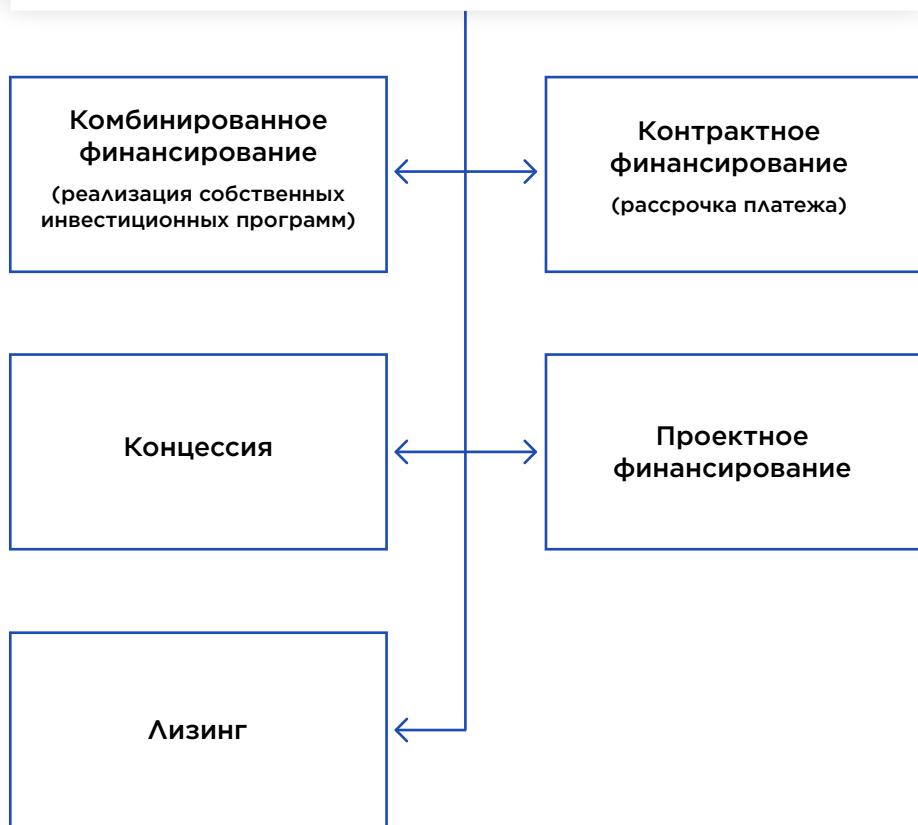 Комбинированное
финансирование
(реализация собственных
инвестиционных программ)
Контрактное
финансирование
(рассрочка платежа)
Концессия
Проектное
финансирование
Лизинг